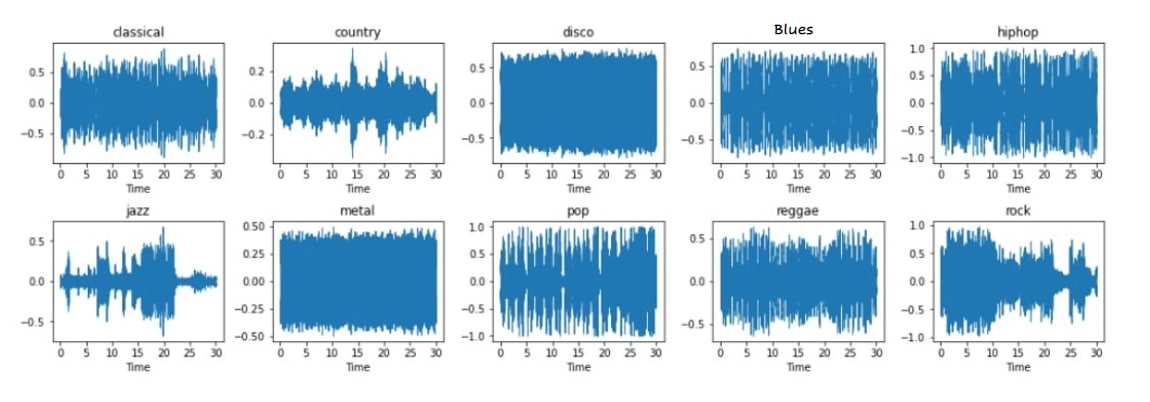 classical country disco Blues hiphop
0.5 0.2 0.5 0.5 1.0
0.5
0.0 0.0 0.0 0.0 0.0
−0.5
−0.5 −0.2 −0.5 −0.5 −1.0
0 5 10 15 20 25 30 0 5 10 15 20 25 30 0 5 10 15 20 25 30 0 5 10 15 20 25 30 0 5 10 15 20 25 30
Time Time Time Time Time
jazz metal pop reggae rock
0.5 0.50 1.0 0.5 1.0
0.25 0.5 0.5
0.0 0.00 0.0 0.0 0.0
−0.25 −0.5 −0.5
−0.5 −0.50 −1.0 −0.5 −1.0
0 5 10 15 20 25 30 0 5 10 15 20 25 30 0 5 10 15 20 25 30 0 5 10 15 20 25 30 0 5 10 15 20 25 30
Time Time Time Time Time